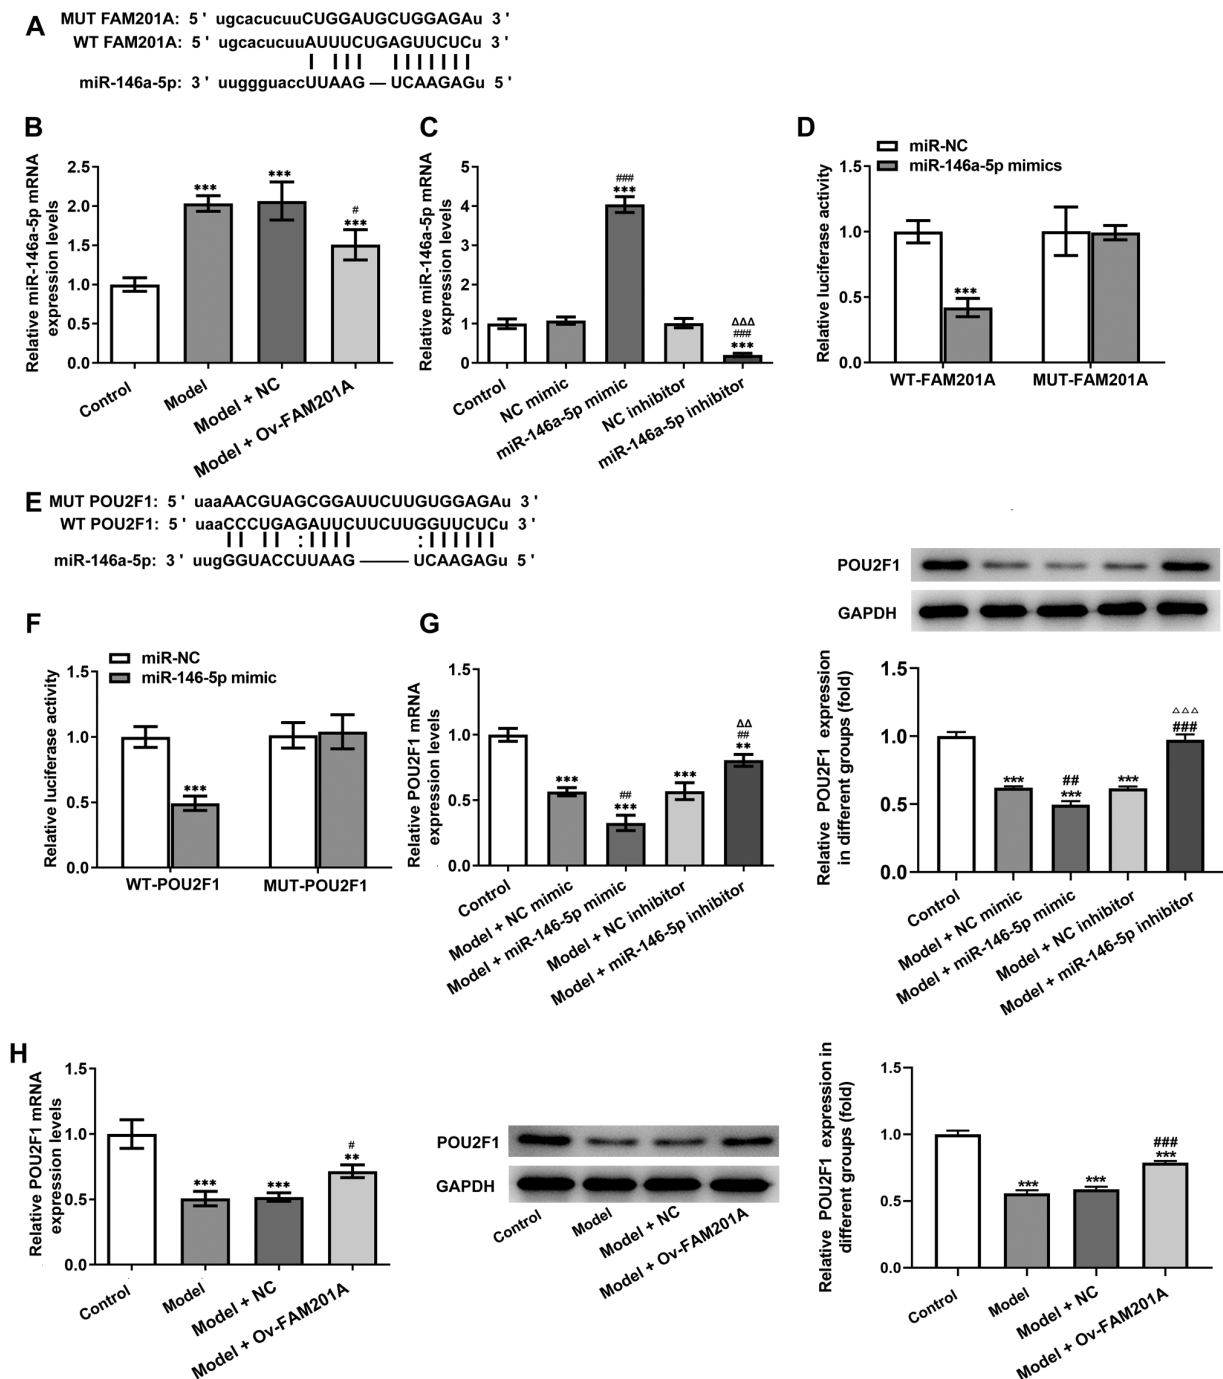 A
MUT FAM201A: 5 ' ugcacucuuCUGGAUGCUGGAGAu 3 '
WT FAM201A: 5 ' ugcacucuuAUUUCUGAGUUCUCu 3 '
miR-146a-5p: 3 ' uuggguaccUUAAG — UCAAGAGu 5 '
B
Relative miR-146a-5p mRNA
expression levels
2.5
2.0
1.5
1.0
0.5
0.0
***
***
#
***
Control
Model
Model + NC
Model + Ov-FAM201A
C
Relative miR-146a-5p mRNA
expression levels
5
4
3
2
1
0
###
***
ΔΔΔ
###
***
Control
NC mimic
miR-146a-5p mimic
NC inhibitor
miR-146a-5p inhibitor
D
miR-NC
miR-146a-5p mimics
Relative luciferase activity
1.5
1.0
0.5
0.0
***
WT-FAM201A
MUT-FAM201A
E
MUT POU2F1: 5 ' uaaAACGUAGCGGAUUCUUGUGGAGAu 3 '
WT POU2F1: 5 ' uaaCCCUGAGAUUCUUCUUGGUUCUCu 3 '
miR-146a-5p: 3 ' uugGGUACCUUAAG —— UCAAGAGu 5 '
F
miR-NC
miR-146-5p mimic
Relative luciferase activity
1.5
1.0
0.5
0.0
***
WT-POU2F1
MUT-POU2F1
G
Relative POU2F1 mRNA
expression levels
1.5
1.0
0.5
0.0
***
##
***
***
ΔΔ
##
**
Control
Model + NC mimic
Model + miR-146-5p mimic
Model + NC inhibitor
Model + miR-146-5p inhibitor
POU2F1
GAPDH
Relative POU2F1 expression
in different groups (fold)
1.5
1.0
0.5
0.0
***
##
***
***
△△△
###
Control
Model + NC mimic
Model + miR-146-5p mimic
Model + NC inhibitor
Model + miR-146-5p inhibitor
H
Relative POU2F1 mRNA
expression levels
1.5
1.0
0.5
0.0
***
***
#
**
Control
Model
Model + NC
Model + Ov-FAM201A
POU2F1
GAPDH
Control
Model
Model + NC
Model + Ov-FAM201A
Relative POU2F1 expression in
different groups (fold)
1.5
1.0
0.5
0.0
***
***
###
***
Control
Model
Model + NC
Model + Ov-FAM201A